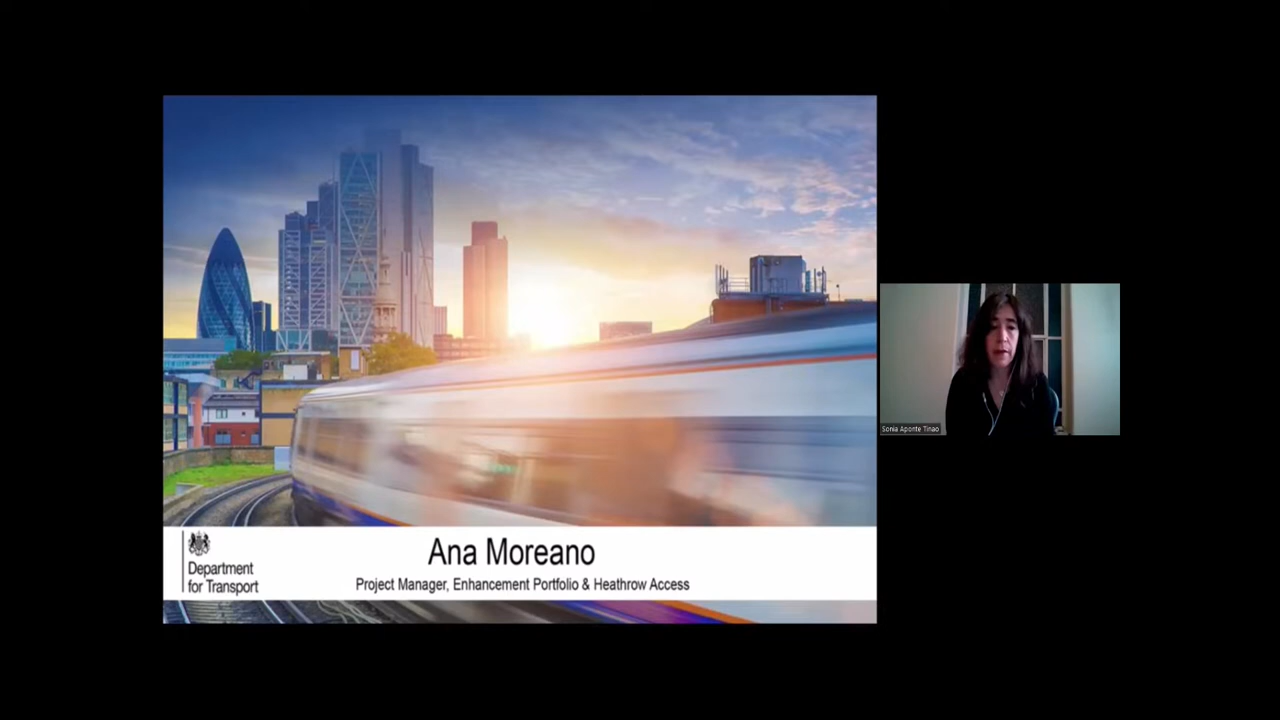 Ana Moreano
Project Manager, Enhancement Portfolio & Heathrow Access
Department
for Transport
Sonia Aponte Tinao